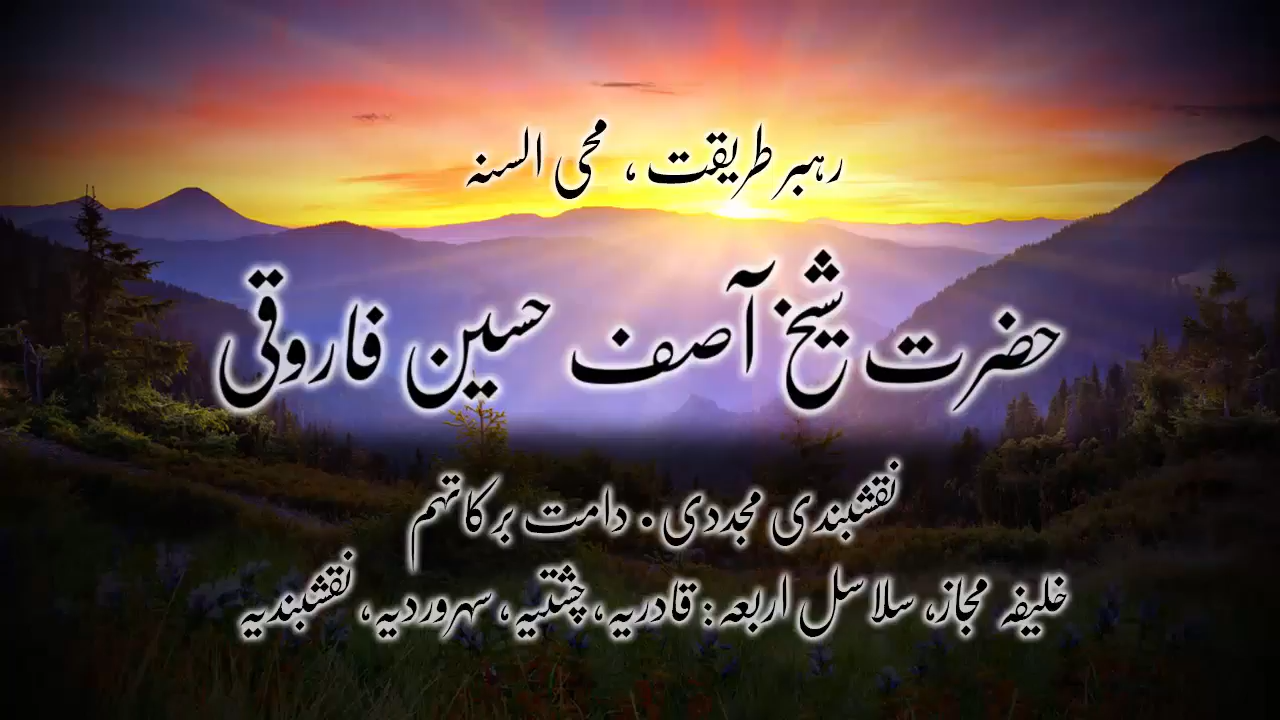 رہبر طریقت، محی السنہ
حضرت شیخ آصف حسین فاروقی
نقشبندی مجددی ۔ دامت برکاتہم
خلیفہ مجاز، سلاسل اربعہ: قادریہ، چشتیہ، سہروردیہ، نقشبندیہ